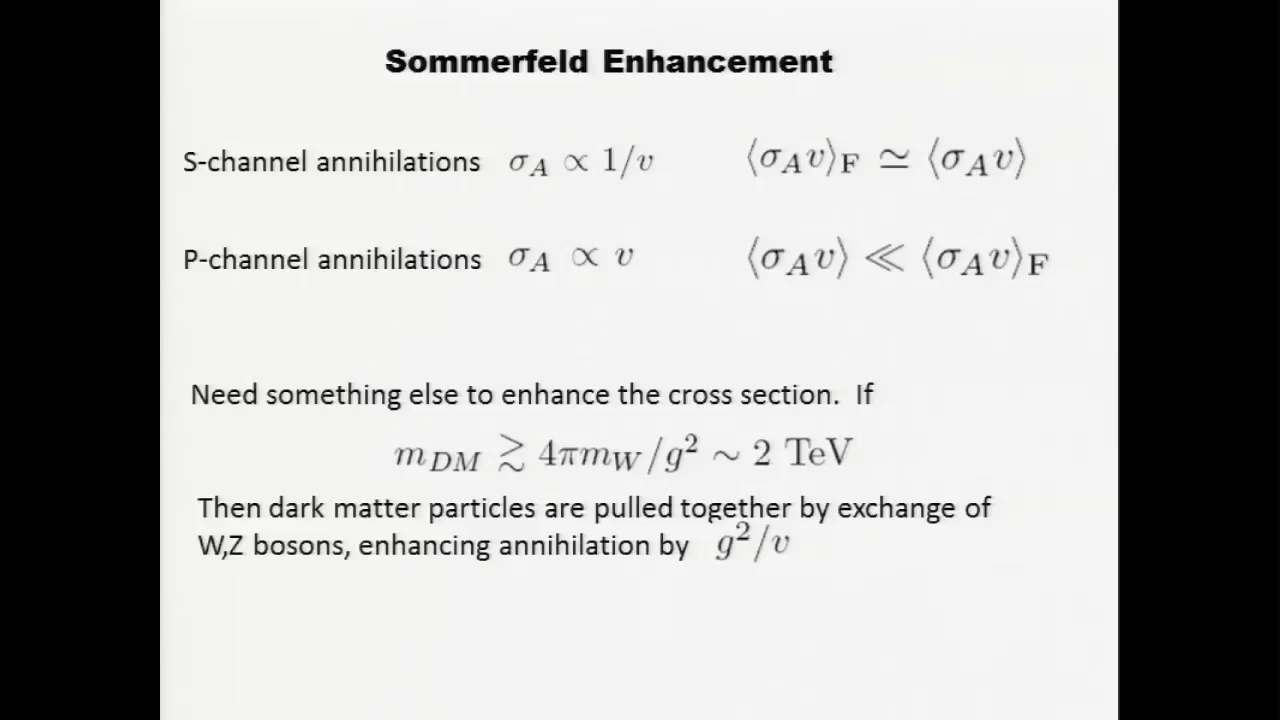 Sommerfeld Enhancement
S-channel annihilations σ_A ∝ 1/v ⟨σ_A v⟩_F ≃ ⟨σ_A v⟩
P-channel annihilations σ_A ∝ v ⟨σ_A v⟩ ≪ ⟨σ_A v⟩_F
Need something else to enhance the cross section. If
m_DM ≳ 4πm_W/g² ∼ 2 TeV
Then dark matter particles are pulled together by exchange of
W,Z bosons, enhancing annihilation by g²/v